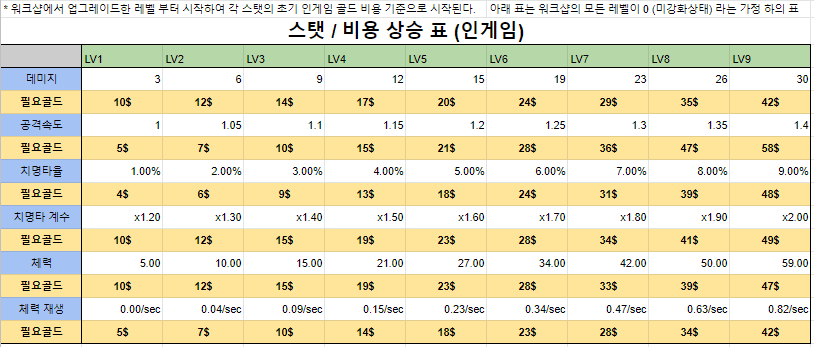 * 워크샵에서 업그레이드한 레벨 부터 시작하여 각 스탯의 초기 인게임 골드 비용 기준으로 시작된다. 아래 표는 워크샵의 모든 레벨이 0 (미강화상태) 라는 가정 하의 표
스탯 / 비용 상승 표 (인게임)
LV1 LV2 LV3 LV4 LV5 LV6 LV7 LV8 LV9
데미지 3 6 9 12 15 19 23 26 30
필요골드 10$ 12$ 14$ 17$ 20$ 24$ 29$ 35$ 42$
공격속도 1 1.05 1.1 1.15 1.2 1.25 1.3 1.35 1.4
필요골드 5$ 7$ 10$ 15$ 21$ 28$ 36$ 47$ 58$
치명타율 1.00% 2.00% 3.00% 4.00% 5.00% 6.00% 7.00% 8.00% 9.00%
필요골드 4$ 6$ 9$ 13$ 18$ 24$ 31$ 39$ 48$
치명타 계수 x1.20 x1.30 x1.40 x1.50 x1.60 x1.70 x1.80 x1.90 x2.00
필요골드 10$ 12$ 15$ 19$ 23$ 28$ 34$ 41$ 49$
체력 5.00 10.00 15.00 21.00 27.00 34.00 42.00 50.00 59.00
필요골드 10$ 12$ 15$ 19$ 23$ 28$ 33$ 39$ 47$
체력 재생 0.00/sec 0.04/sec 0.09/sec 0.15/sec 0.23/sec 0.34/sec 0.47/sec 0.63/sec 0.82/sec
필요골드 5$ 7$ 10$ 14$ 18$ 23$ 28$ 34$ 42$